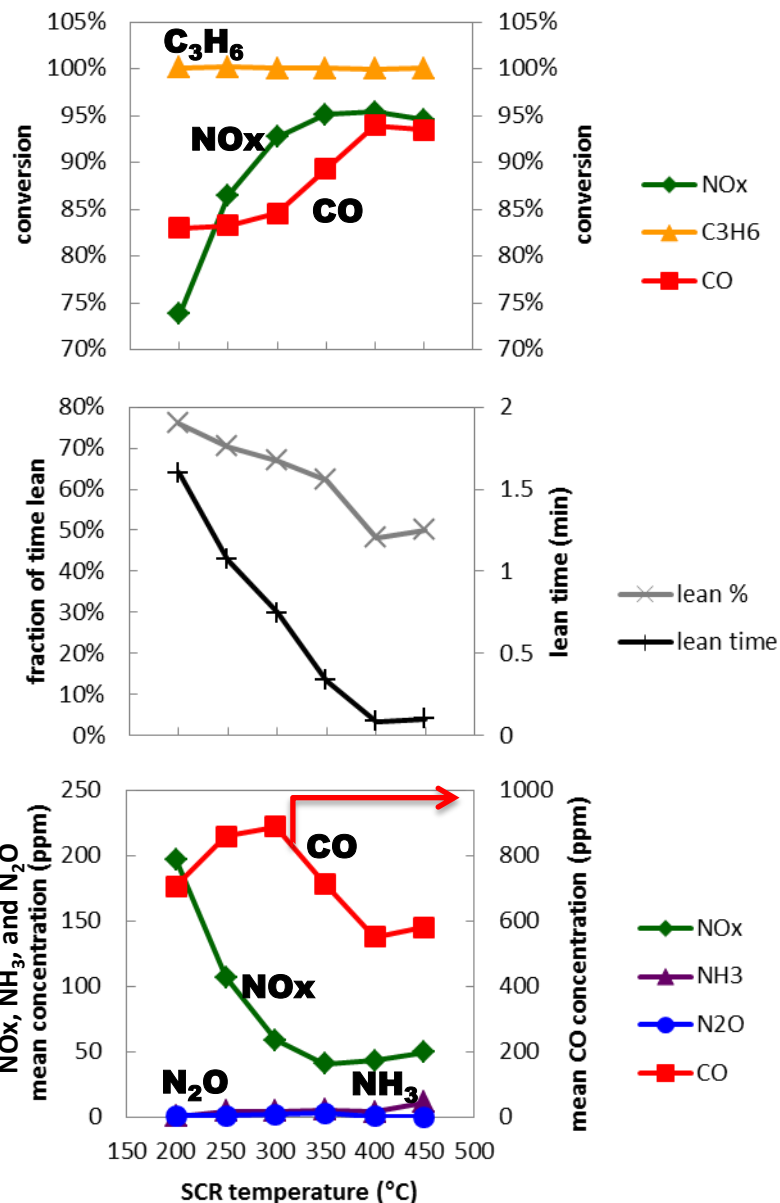 105%
100%
95%
90%
85%
80%
75%
70%
conversion
C₃H₆
NOx
CO
105%
100%
95%
90%
85%
80%
75%
70%
conversion
NOx
C3H6
CO
80%
70%
60%
50%
40%
30%
20%
10%
0%
fraction of time lean
2
1.5
1
0.5
0
lean time (min)
lean %
lean time
250
200
150
100
50
0
NOx, NH₃, and N₂O
mean concentration (ppm)
CO
NOx
N₂O
NH₃
1000
800
600
400
200
0
mean CO concentration (ppm)
NOx
NH3
N2O
CO
150 200 250 300 350 400 450 500
SCR temperature (°C)